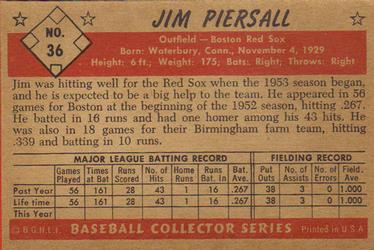 JIM PIERSALL
NO.
36
Outfield — Boston Red Sox
Born: Waterbury, Conn., November 4, 1929
Height: 6 ft.; Weight: 175; Bats: Right; Throws: Right
Jim was hitting well for the Red Sox when the 1953 season began,
and he is expected to be a big help to the team. He appeared in 56
games for Boston at the beginning of the 1952 season, hitting .267.
He batted in 16 runs and had one homer among his 43 hits. He
was also in 18 games for their Birmingham farm team, hitting
.339 and batting in 10 runs.
MAJOR LEAGUE BATTING RECORD FIELDING RECORD
Games Played Times at Bat Runs Scored No. of Hits Home Runs Runs Bat. In Bat. Ave. Put Outs No. of Assists No. of Errors Field. Ave.
Past Year 56 161 28 43 1 16 .267 38 3 0 1.000
Life time 56 161 28 43 1 16 .267 38 3 0 1.000
This Year
© B.G.H.L.I. BASEBALL COLLECTOR SERIES Printed in U.S.A